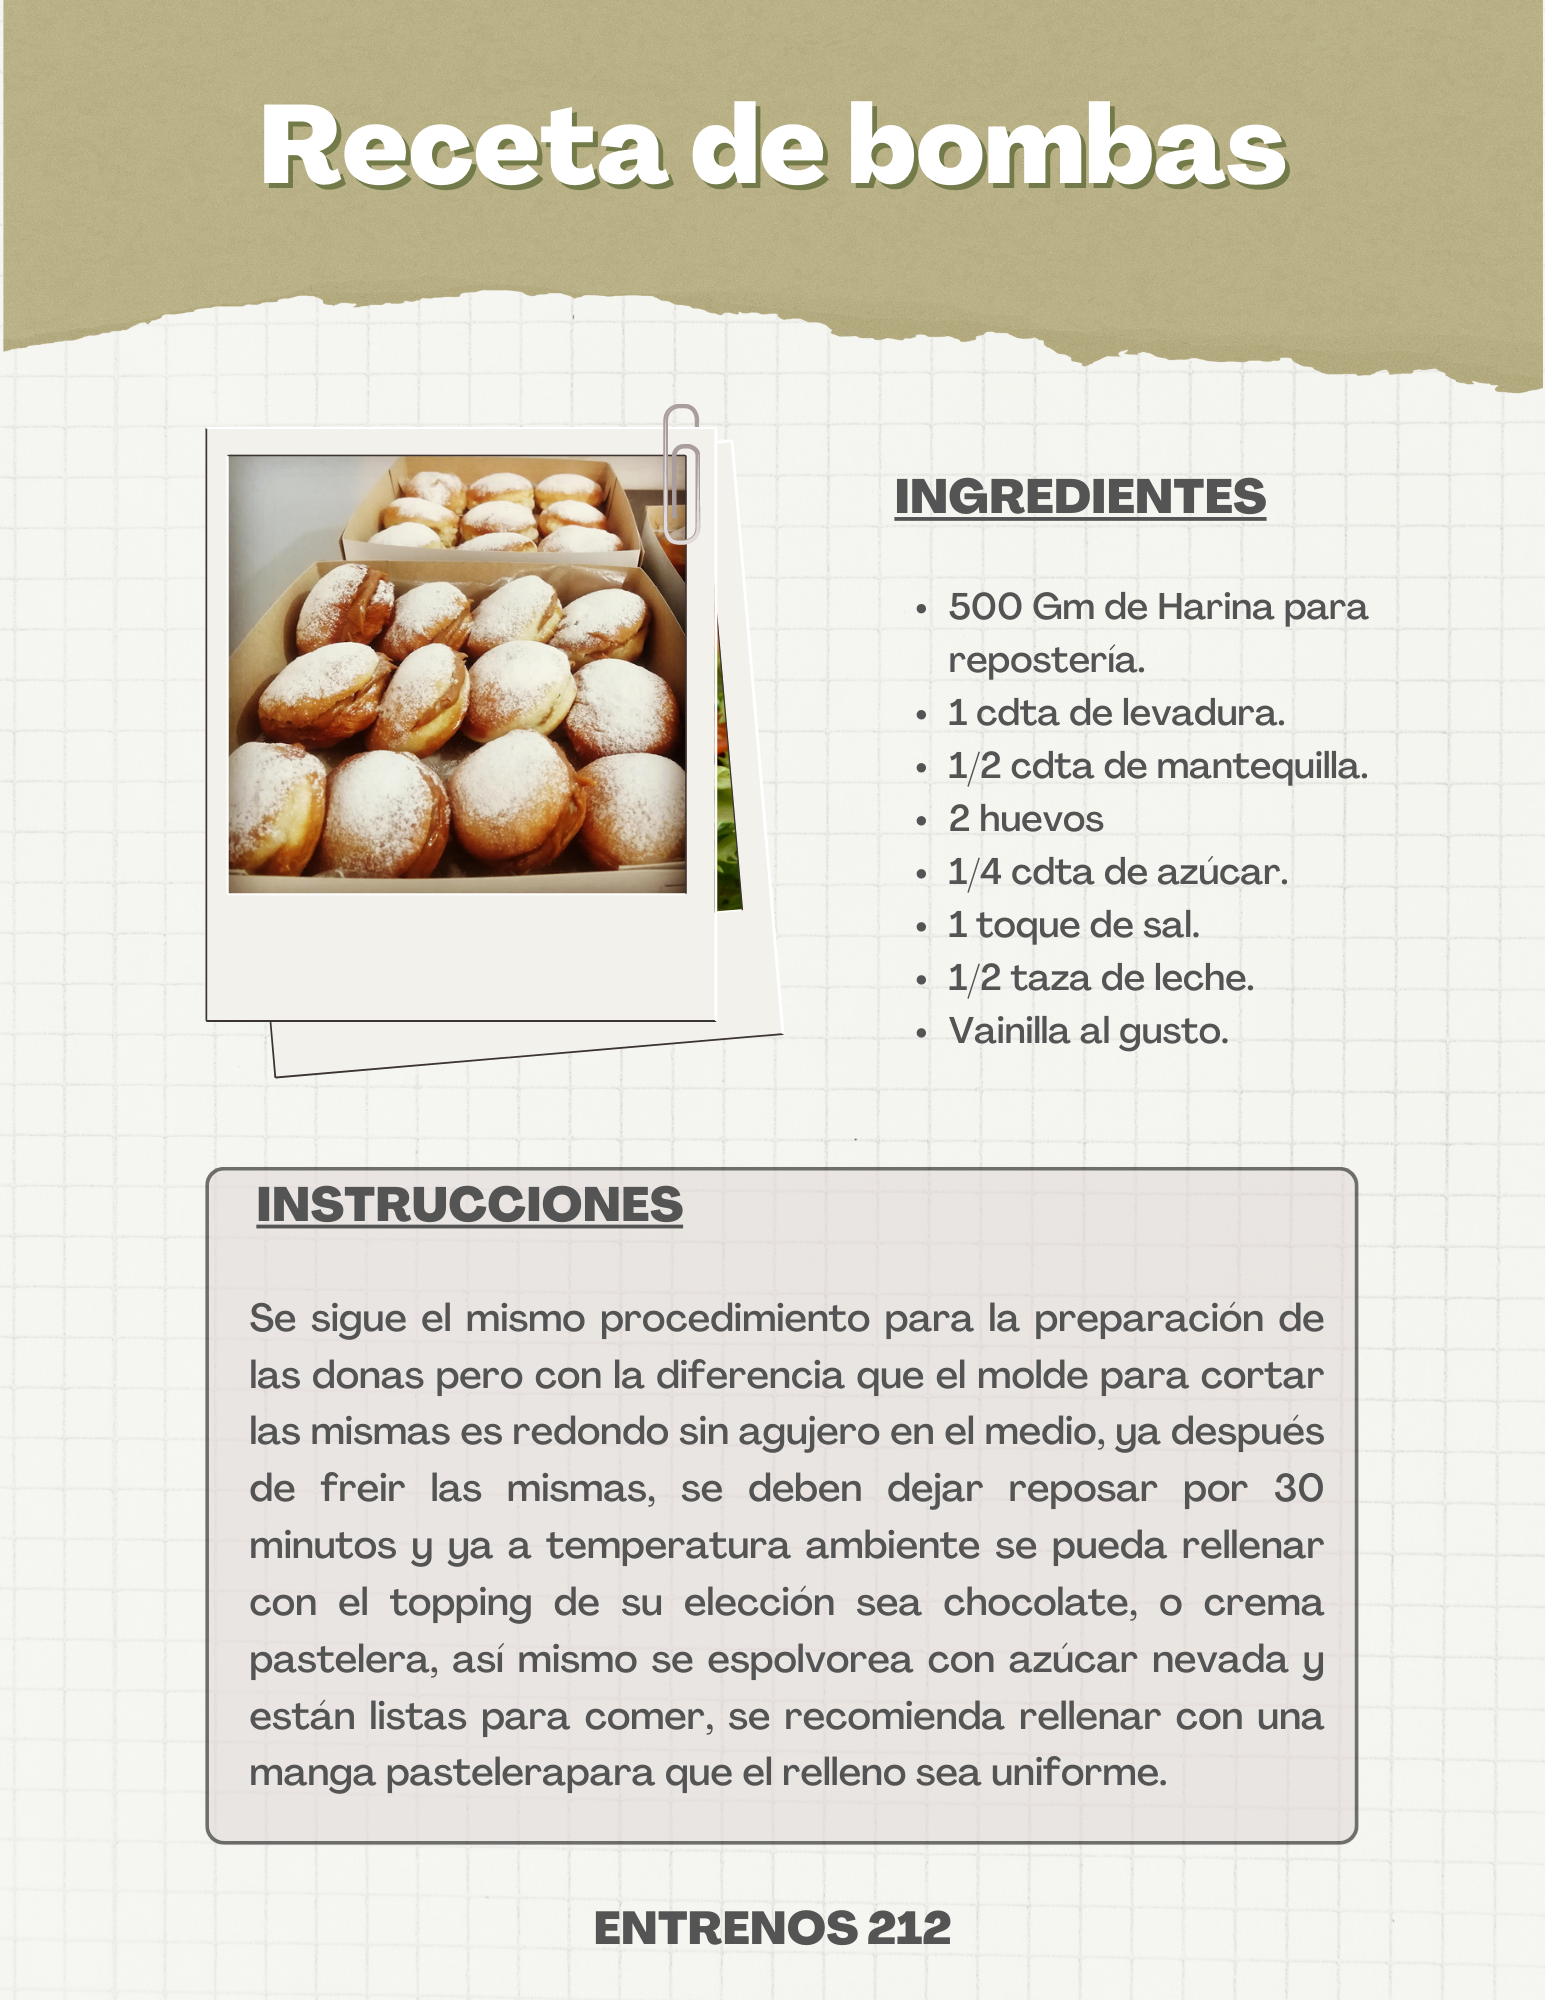 Receta de bombas
INGREDIENTES
• 500 Gm de Harina para
repostería.
• 1 cdta de levadura.
• 1/2 cdta de mantequilla.
• 2 huevos
• 1/4 cdta de azúcar.
• 1 toque de sal.
• 1/2 taza de leche.
• Vainilla al gusto.
INSTRUCCIONES
Se sigue el mismo procedimiento para la preparación de
las donas pero con la diferencia que el molde para cortar
las mismas es redondo sin agujero en el medio, ya después
de freir las mismas, se deben dejar reposar por 30
minutos y ya a temperatura ambiente se pueda rellenar
con el topping de su elección sea chocolate, o crema
pastelera, así mismo se espolvorea con azúcar nevada y
están listas para comer, se recomienda rellenar con una
manga pastelerapara que el relleno sea uniforme.
ENTRENOS 212